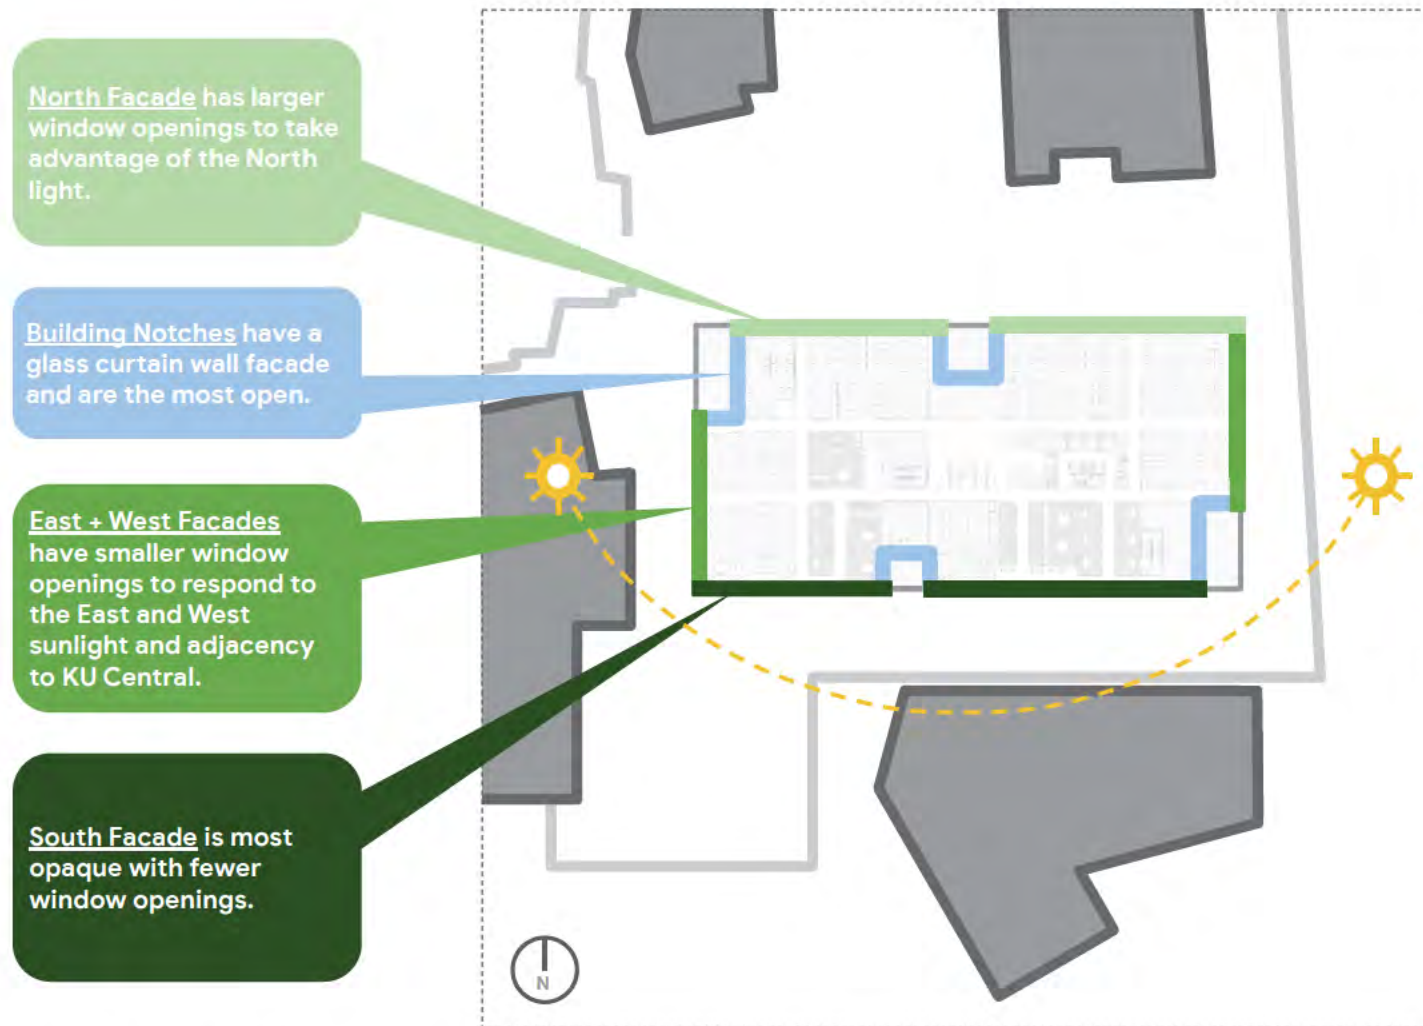 North Facade has larger
window openings to take
advantage of the North
light.
Building Notches have a
glass curtain wall facade
and are the most open.
East + West Facades
have smaller window
openings to respond to
the East and West
sunlight and adjacency
to KU Central.
South Facade is most
opaque with fewer
window openings.
N